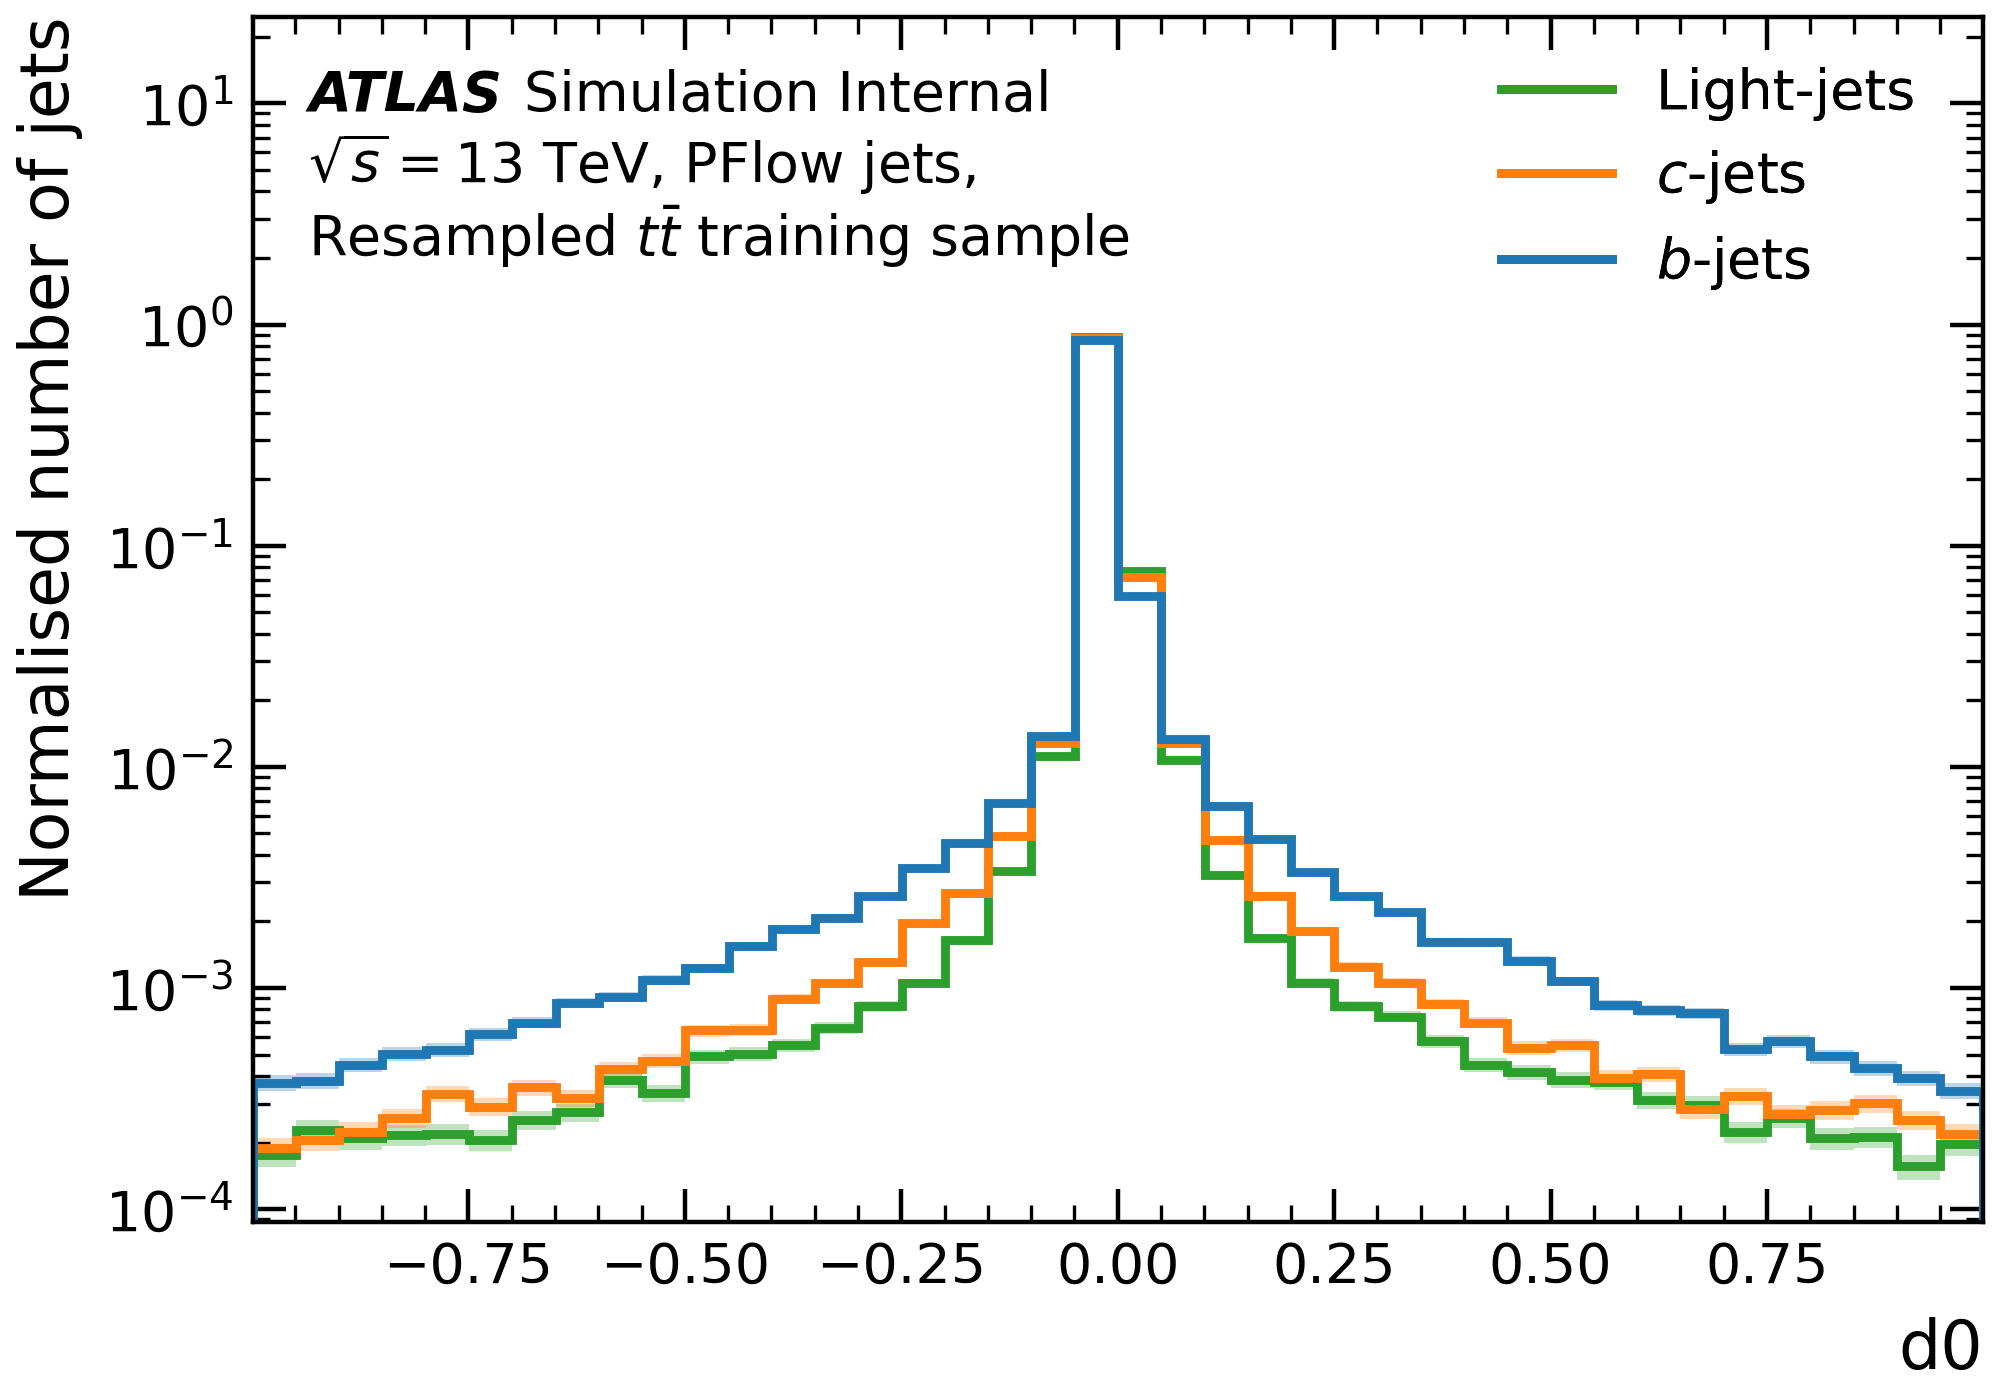 Normalised number of jets
ATLAS Simulation Internal
√s = 13 TeV, PFlow jets,
Resampled tt̄ training sample
Light-jets
c-jets
b-jets
10¹
10⁰
10⁻¹
10⁻²
10⁻³
10⁻⁴
−0.75 −0.50 −0.25 0.00 0.25 0.50 0.75
d0